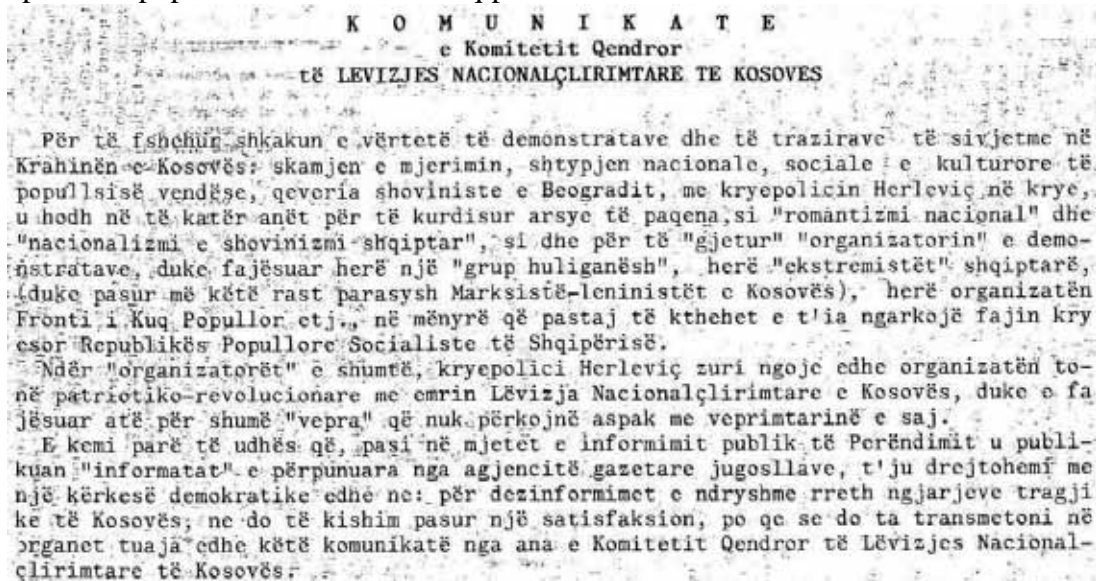 K O M U N I K A T E
e Komitetit Qendror
të LEVIZJES NACIONALÇLIRIMTARE TE KOSOVES
Për të fshehur shkakun e vërtetë të demonstratave dhe të trazirave të sivjetme në
Krahinën e Kosovës: skamjen e mjerimin, shtypjen nacionale, sociale e kulturore të
popullsisë vendëse, qeveria shoviniste e Beogradit, me kryepolicin Herleviç në krye,
u hodh në të katër anët për të kurdisur arsye të paqena,si "romantizmi nacional" dhe
"nacionalizmi e shovinizmi shqiptar", si dhe për të "gjetur" "organizatorin" e demo-
nstratave, duke fajësuar herë një "grup huliganësh", herë "ekstremistët" shqiptarë,
(duke pasur më këtë rast parasysh Marksistë-leninistët e Kosovës), herë organizatën
Fronti i Kuq Popullor etj., në mënyrë që pastaj të kthehet e t'ia ngarkojë fajin kry
esor Republikës Popullore Socialiste të Shqipërisë.
Ndër "organizatorët" e shumtë, kryepolici Herleviç zuri ngoje edhe organizatën to-
në patriotiko-revolucionare me emrin Lëvizja Nacionalçlirimtare e Kosovës, duke e fa
jësuar atë për shumë "vepra" që nuk përkojnë aspak me veprimtarinë e saj.
E kemi parë të udhës që, pasi në mjetet e informimit publik të Perëndimit u publi-
kuan "informatat" e përpunuara nga agjencitë gazetare jugosllave, t'ju drejtohemi me
një kërkesë demokratike edhe ne: për dezinformimet e ndryshme rreth ngjarjeve tragji
ke të Kosovës; ne do të kishim pasur një satisfaksion, po qe se do ta transmetoni në
organet tuaja edhe këtë komunikatë nga ana e Komitetit Qendror të Lëvizjes Nacional-
çlirimtare të Kosovës.